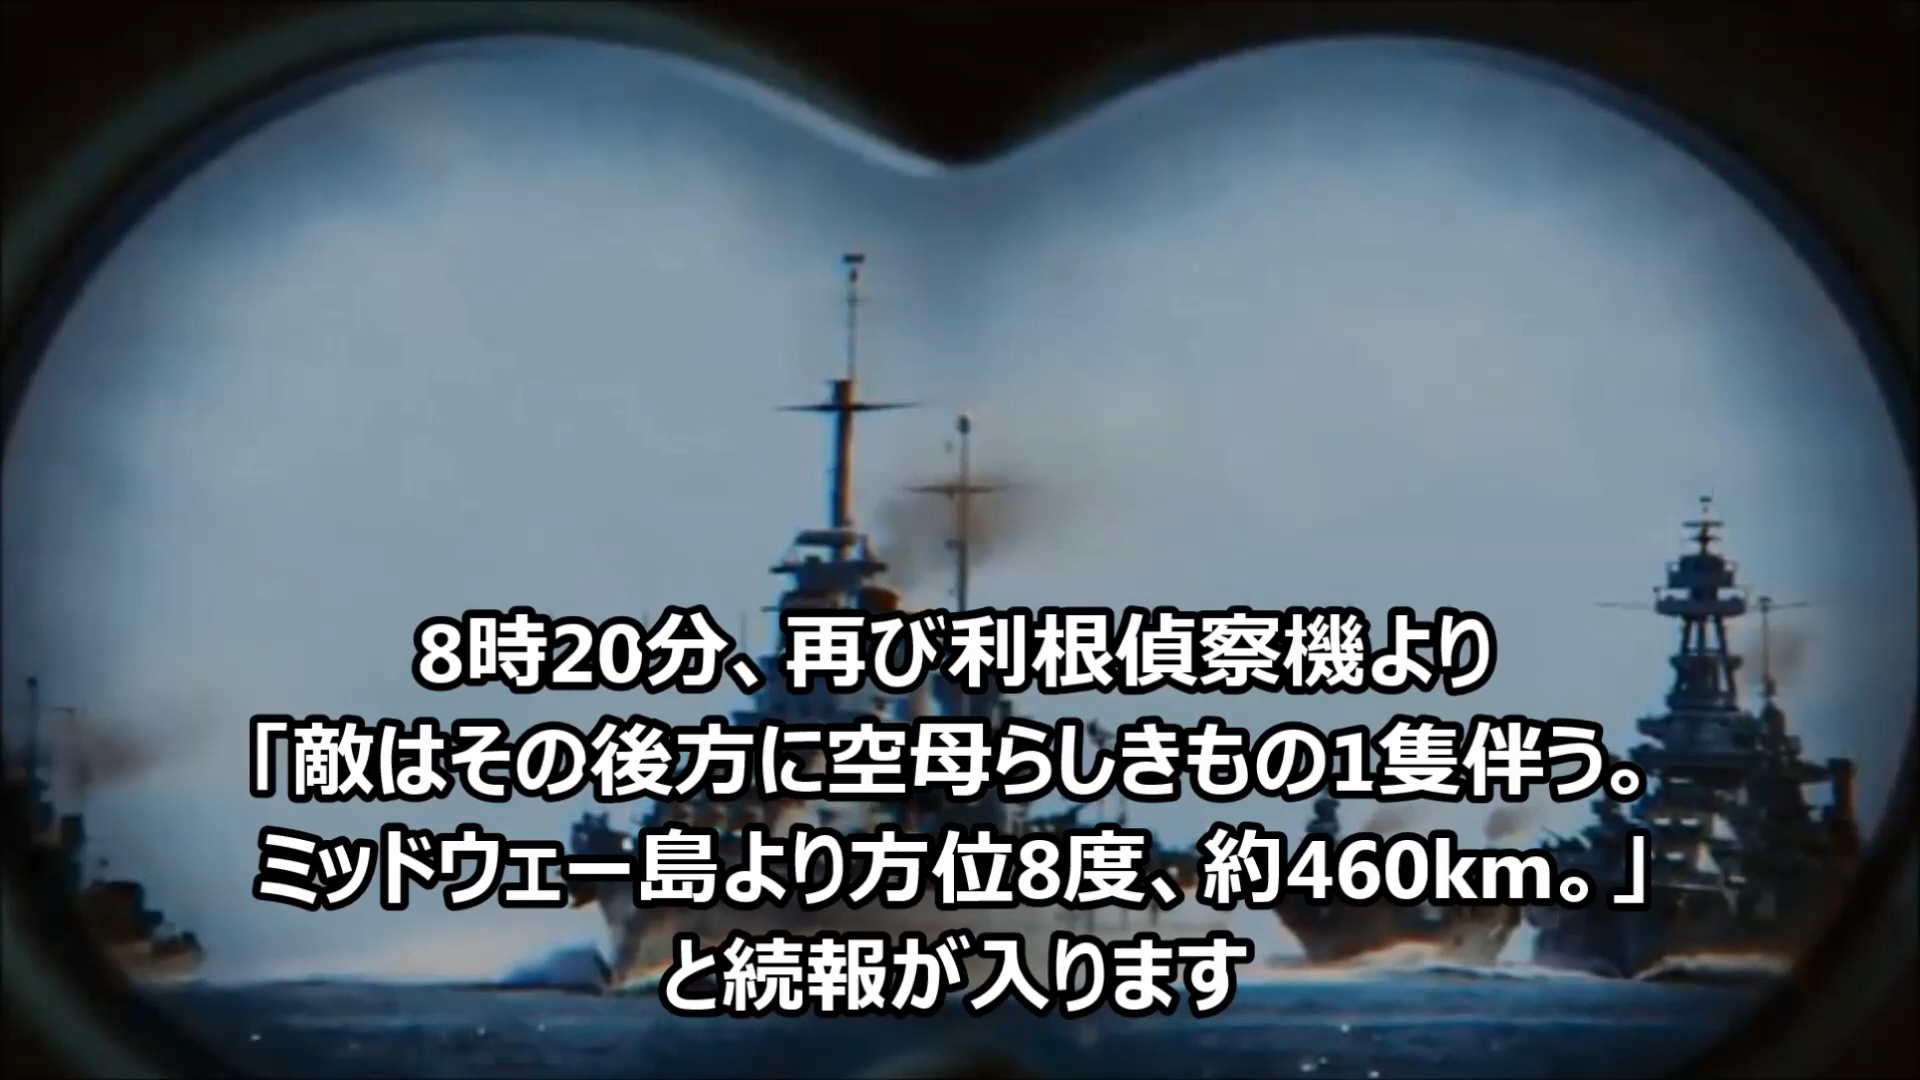 8時20分、再び利根偵察機より
「敵はその後方に空母らしきもの1隻伴う。
ミッドウェー島より方位8度、約460km。」
と続報が入ります